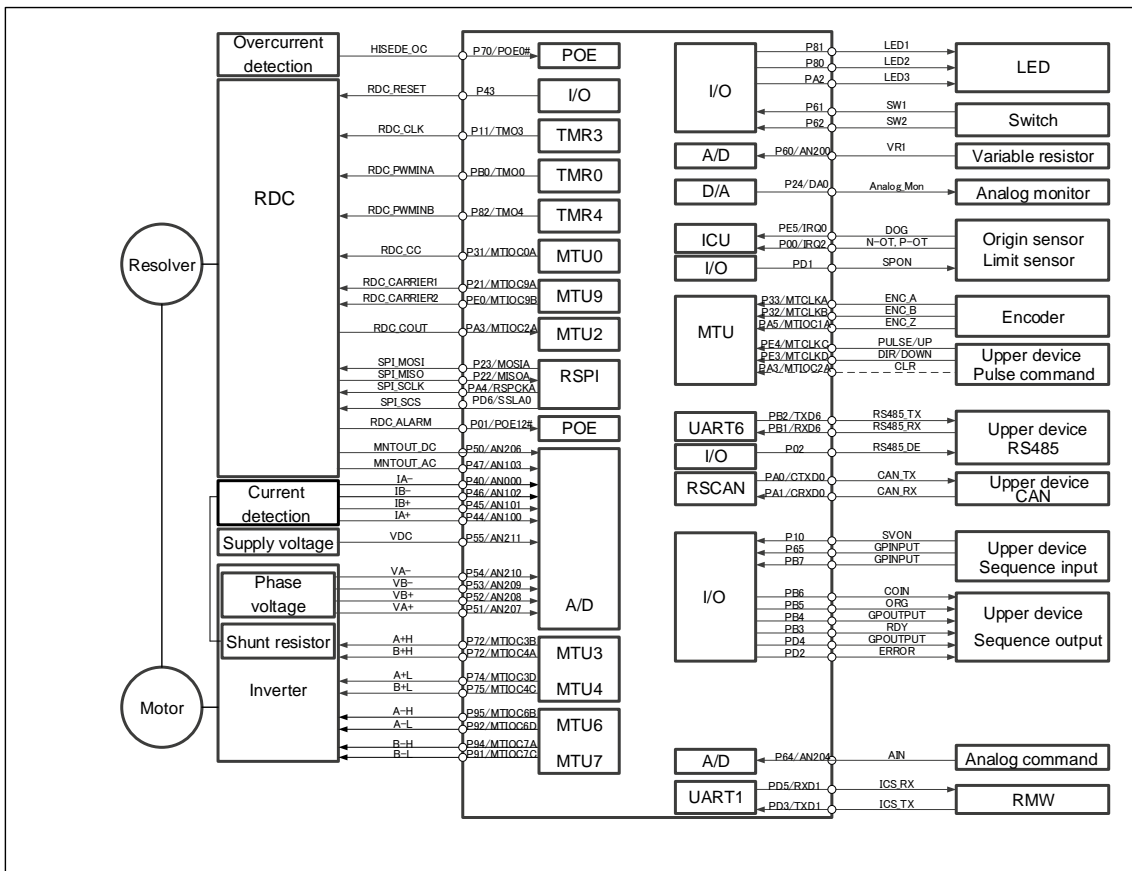 Overcurrent
detection
HISEDE_OC
P70/POE0#
POE
RDC
RDC_RESET
P43
I/O
RDC_CLK
P11/TMO3
TMR3
RDC_PWMINA
PB0/TMO0
TMR0
RDC_PWMINB
P82/TMO4
TMR4
RDC_CC
P31/MTIOC0A
MTU0
RDC_CARRIER1
P21/MTIOC9A
RDC_CARRIER2
PE0/MTIOC9B
MTU9
RDC_COUT
PA3/MTIOC2A
MTU2
SPI_MOSI
P23/MOSIA
SPI_MISO
P22/MISOA
SPI_SCLK
PA4/RSPCKA
SPI_SCS
PD6/SSLA0
RSPI
RDC_ALARM
P01/POE12#
POE
MNTOUT_DC
P50/AN206
MNTOUT_AC
P47/AN103
Resolver
Motor
Current
detection
IA-
P40/AN000
IB-
P46/AN102
IB+
P45/AN101
IA+
P44/AN100
Supply voltage
VDC
P55/AN211
Phase
voltage
VA-
P54/AN210
VB-
P53/AN209
VB+
P52/AN208
VA+
P51/AN207
A/D
Shunt resistor
Inverter
A+H
P72/MTIOC3B
B+H
P72/MTIOC4A
MTU3
A+L
P74/MTIOC3D
B+L
P75/MTIOC4C
MTU4
A-H
P95/MTIOC6B
A-L
P92/MTIOC6D
MTU6
B-H
P94/MTIOC7A
B-L
P91/MTIOC7C
MTU7
I/O
P81
LED1
P80
LED2
PA2
LED3
LED
P61
SW1
P62
SW2
Switch
A/D
P60/AN200
VR1
Variable resistor
D/A
P24/DA0
Analog_Mon
Analog monitor
ICU
PE5/IRQ0
DOG
P00/IRQ2
N-OT, P-OT
I/O
PD1
SPON
Origin sensor
Limit sensor
MTU
P33/MTCLKA
ENC_A
P32/MTCLKB
ENC_B
PA5/MTIOC1A
ENC_Z
Encoder
PE4/MTCLKC
PULSE/UP
PE3/MTCLKD
DIR/DOWN
PA3/MTIOC2A
CLR
Upper device
Pulse command
UART6
PB2/TXD6
RS485_TX
PB1/RXD6
RS485_RX
I/O
P02
RS485_DE
Upper device
RS485
RSCAN
PA0/CTXD0
CAN_TX
PA1/CRXD0
CAN_RX
Upper device
CAN
I/O
P10
SVON
P65
GPINPUT
PB7
GPINPUT
Upper device
Sequence input
PB6
COIN
PB5
ORG
PB4
GPOUTPUT
PB3
RDY
PD4
GPOUTPUT
PD2
ERROR
Upper device
Sequence output
A/D
P64/AN204
AIN
Analog command
UART1
PD5/RXD1
ICS_RX
PD3/TXD1
ICS_TX
RMW